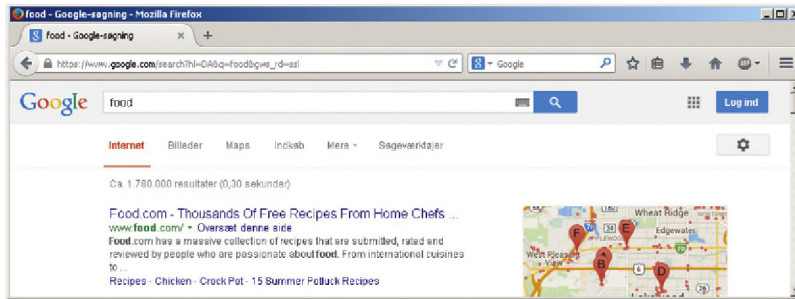 food - Google-søgning - Mozilla Firefox
food - Google-søgning × +
https://www.google.com/search?hl=DA&q=food&gws_rd=ssl Google
Google food Log ind
Internet Billeder Maps Indkøb Mere Søgeværktøjer
Ca. 1.780.000 resultater (0,30 sekunder)
Food.com - Thousands Of Free Recipes From Home Chefs ...
www.food.com/ Oversæt denne side
Food.com has a massive collection of recipes that are submitted, rated and
reviewed by people who are passionate about food. From international cuisines
to ...
Recipes - Chicken - Crock Pot - 15 Summer Potluck Recipes
Wheat Ridge
Edgewater
West Pleasant View
F E A B D
70
6